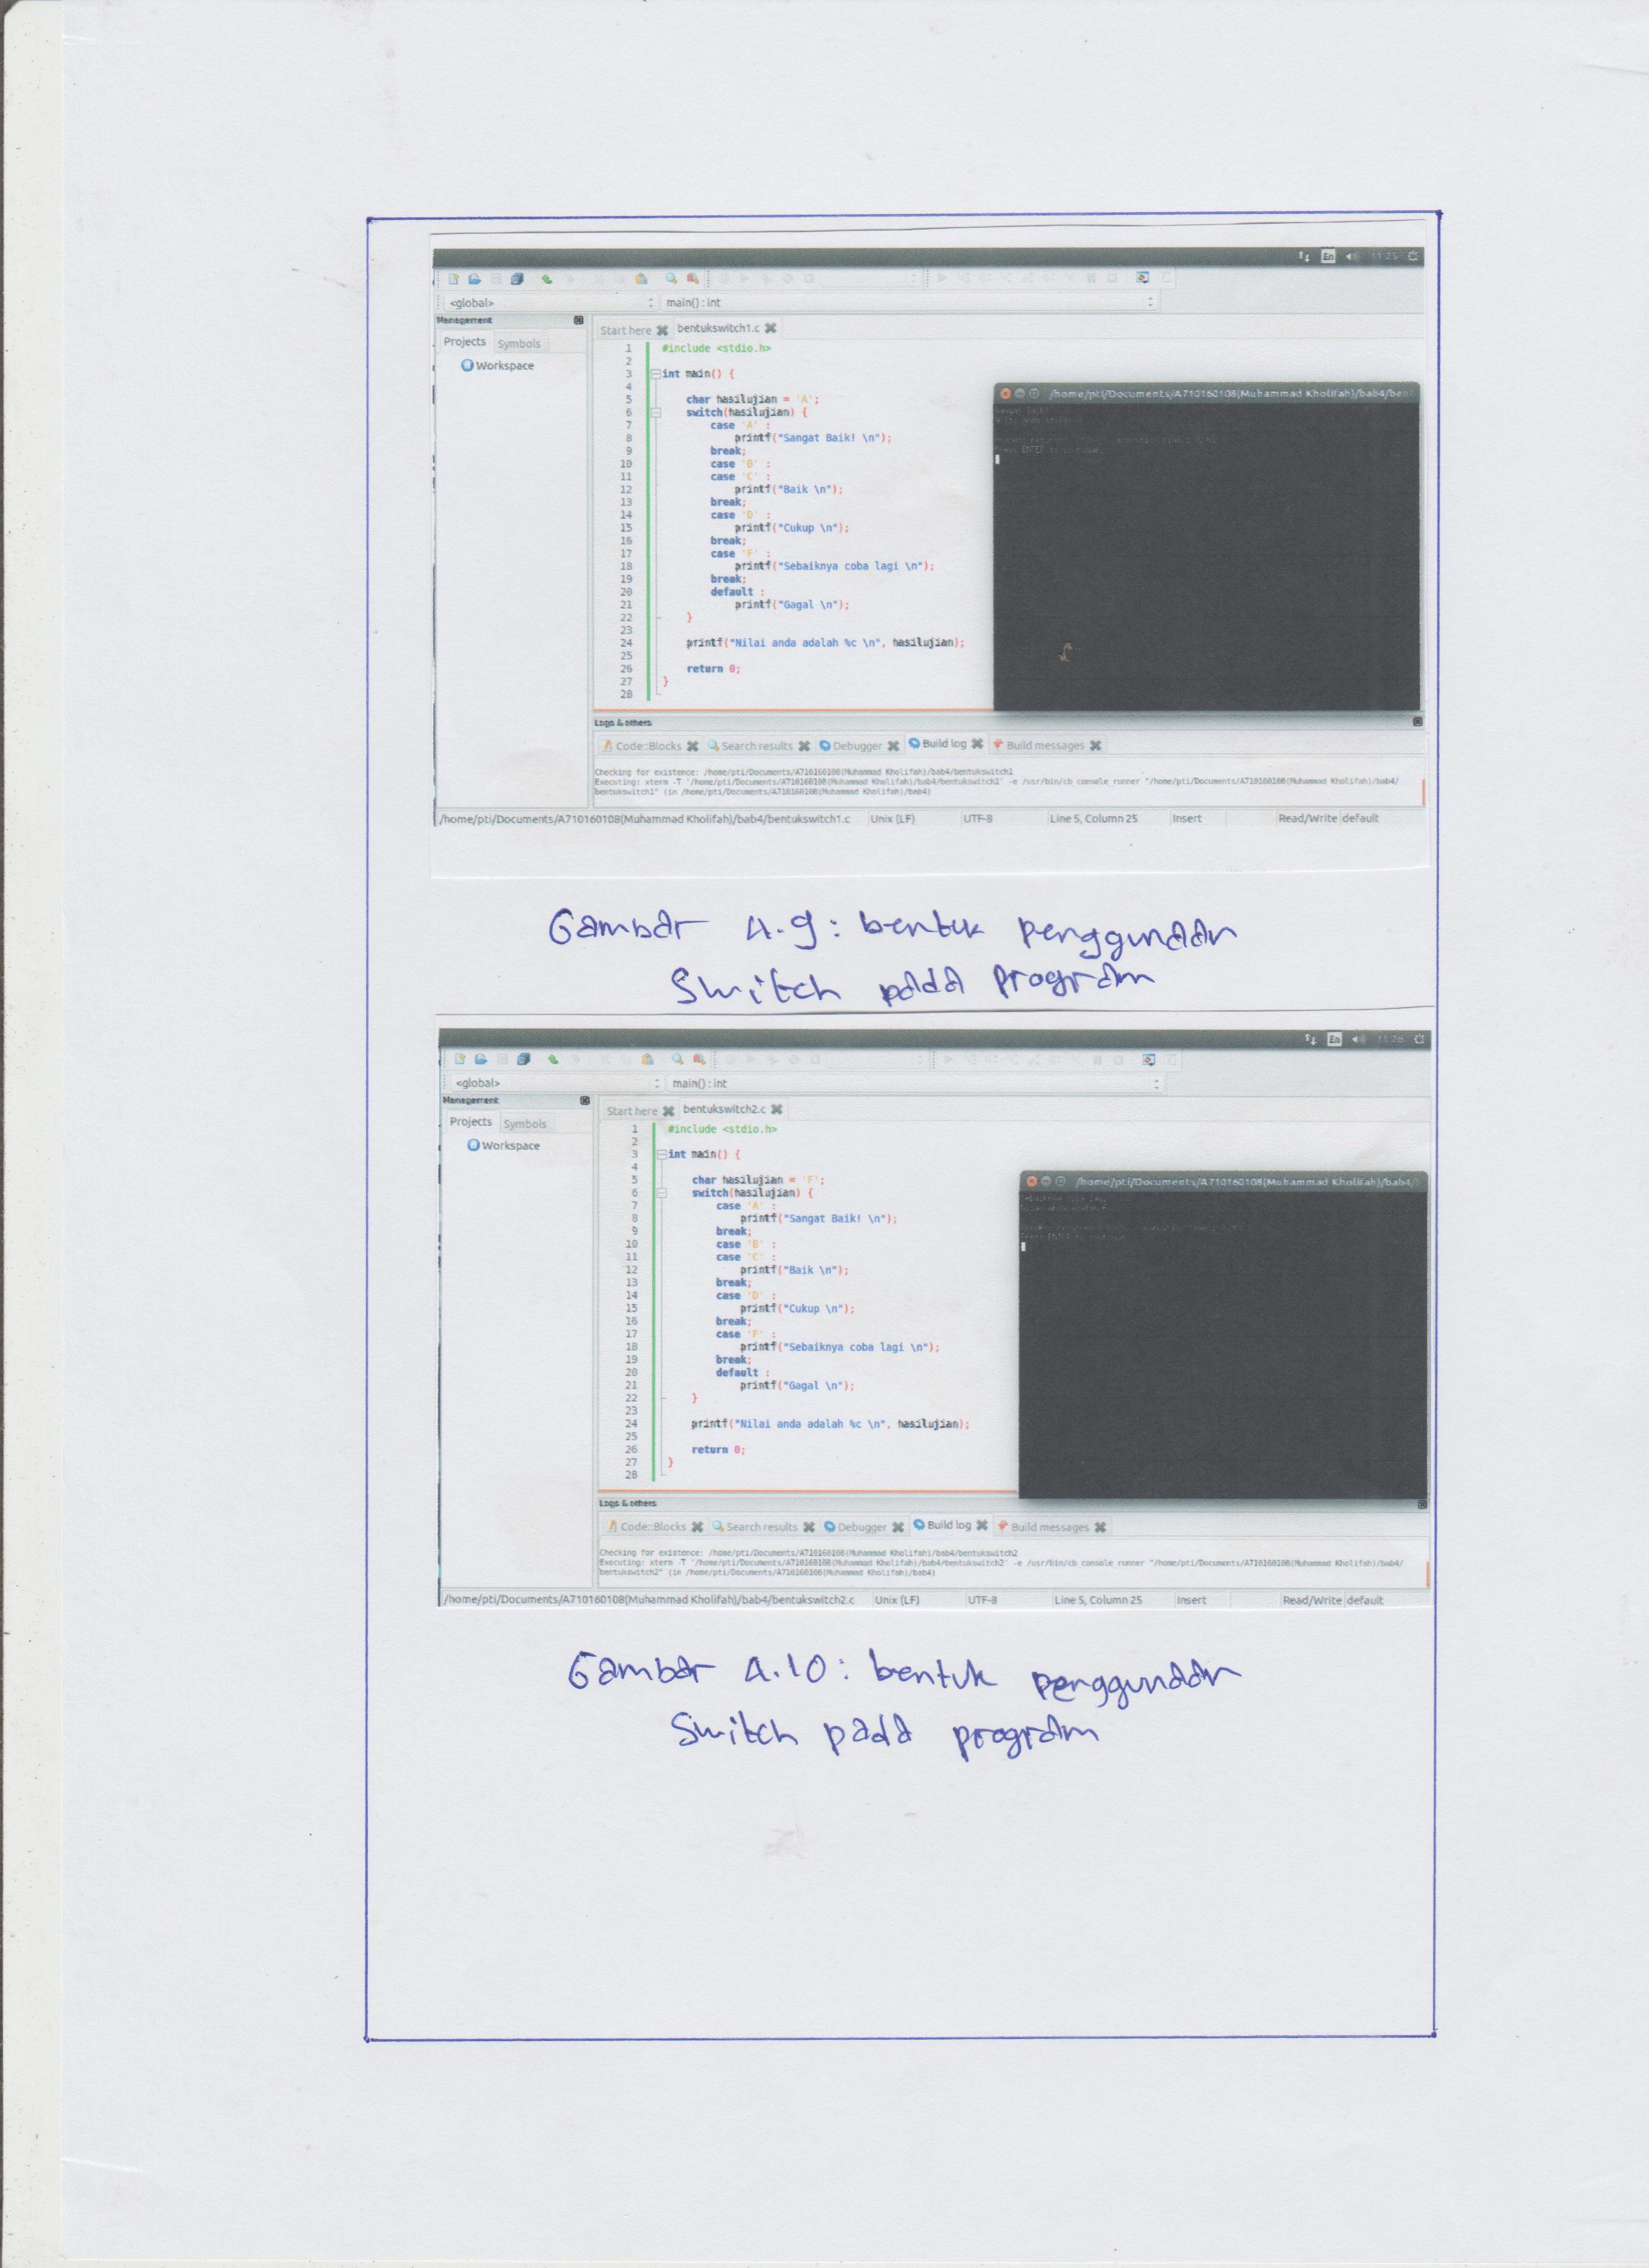 11:25
<global>
main() : int
Management
Projects Symbols
Workspace
Start here bentukswitch1.c
1 #include <stdio.h>
2
3 int main() {
4
5 char hasilujian = 'A';
6 switch(hasilujian) {
7 case 'A' :
8 printf("Sangat Baik! \n");
9 break;
10 case 'B' :
11 case 'C' :
12 printf("Baik \n");
13 break;
14 case 'D' :
15 printf("Cukup \n");
16 break;
17 case 'F' :
18 printf("Sebaiknya coba lagi \n");
19 break;
20 default :
21 printf("Gagal \n");
22 }
23
24 printf("Nilai anda adalah %c \n", hasilujian);
25
26 return 0;
27 }
28
/home/pti/Documents/A710160108(Muhammad Kholifah)/bab4/ben
Logs & others
Code::Blocks Search results Debugger Build log Build messages
Checking for existence: /home/pti/Documents/A710160108(Muhammad Kholifah)/bab4/bentukswitch1
Executing: xterm -T '/home/pti/Documents/A710160108(Muhammad Kholifah)/bab4/bentukswitch1' -e /usr/bin/cb_console_runner "/home/pti/Documents/A710160108(Muhammad Kholifah)/bab4/
bentukswitch1" (in /home/pti/Documents/A710160108(Muhammad Kholifah)/bab4)
/home/pti/Documents/A710160108(Muhammad Kholifah)/bab4/bentukswitch1.c Unix (LF) UTF-8 Line 5, Column 25 Insert Read/Write default
Gambar 4.9 : bentuk penggunaan
Switch pada program
En 11:26
<global>
main() : int
Management
Projects Symbols
Workspace
Start here bentukswitch2.c
1 #include <stdio.h>
2
3 int main() {
4
5 char hasilujian = 'F';
6 switch(hasilujian) {
7 case 'A' :
8 printf("Sangat Baik! \n");
9 break;
10 case 'B' :
11 case 'C' :
12 printf("Baik \n");
13 break;
14 case 'D' :
15 printf("Cukup \n");
16 break;
17 case 'F' :
18 printf("Sebaiknya coba lagi \n");
19 break;
20 default :
21 printf("Gagal \n");
22 }
23
24 printf("Nilai anda adalah %c \n", hasilujian);
25
26 return 0;
27 }
28
/home/pti/Documents/A710160108(Muhammad Kholifah)/bab4/
Logs & others
Code::Blocks Search results Debugger Build log Build messages
Checking for existence: /home/pti/Documents/A710160108(Muhammad Kholifah)/bab4/bentukswitch2
Executing: xterm -T '/home/pti/Documents/A710160108(Muhammad Kholifah)/bab4/bentukswitch2' -e /usr/bin/cb_console_runner "/home/pti/Documents/A710160108(Muhammad Kholifah)/bab4/
bentukswitch2" (in /home/pti/Documents/A710160108(Muhammad Kholifah)/bab4)
/home/pti/Documents/A710160108(Muhammad Kholifah)/bab4/bentukswitch2.c Unix (LF) UTF-8 Line 5, Column 25 Insert Read/Write default
Gambar 4.10 : bentuk penggunaan
Switch pada program